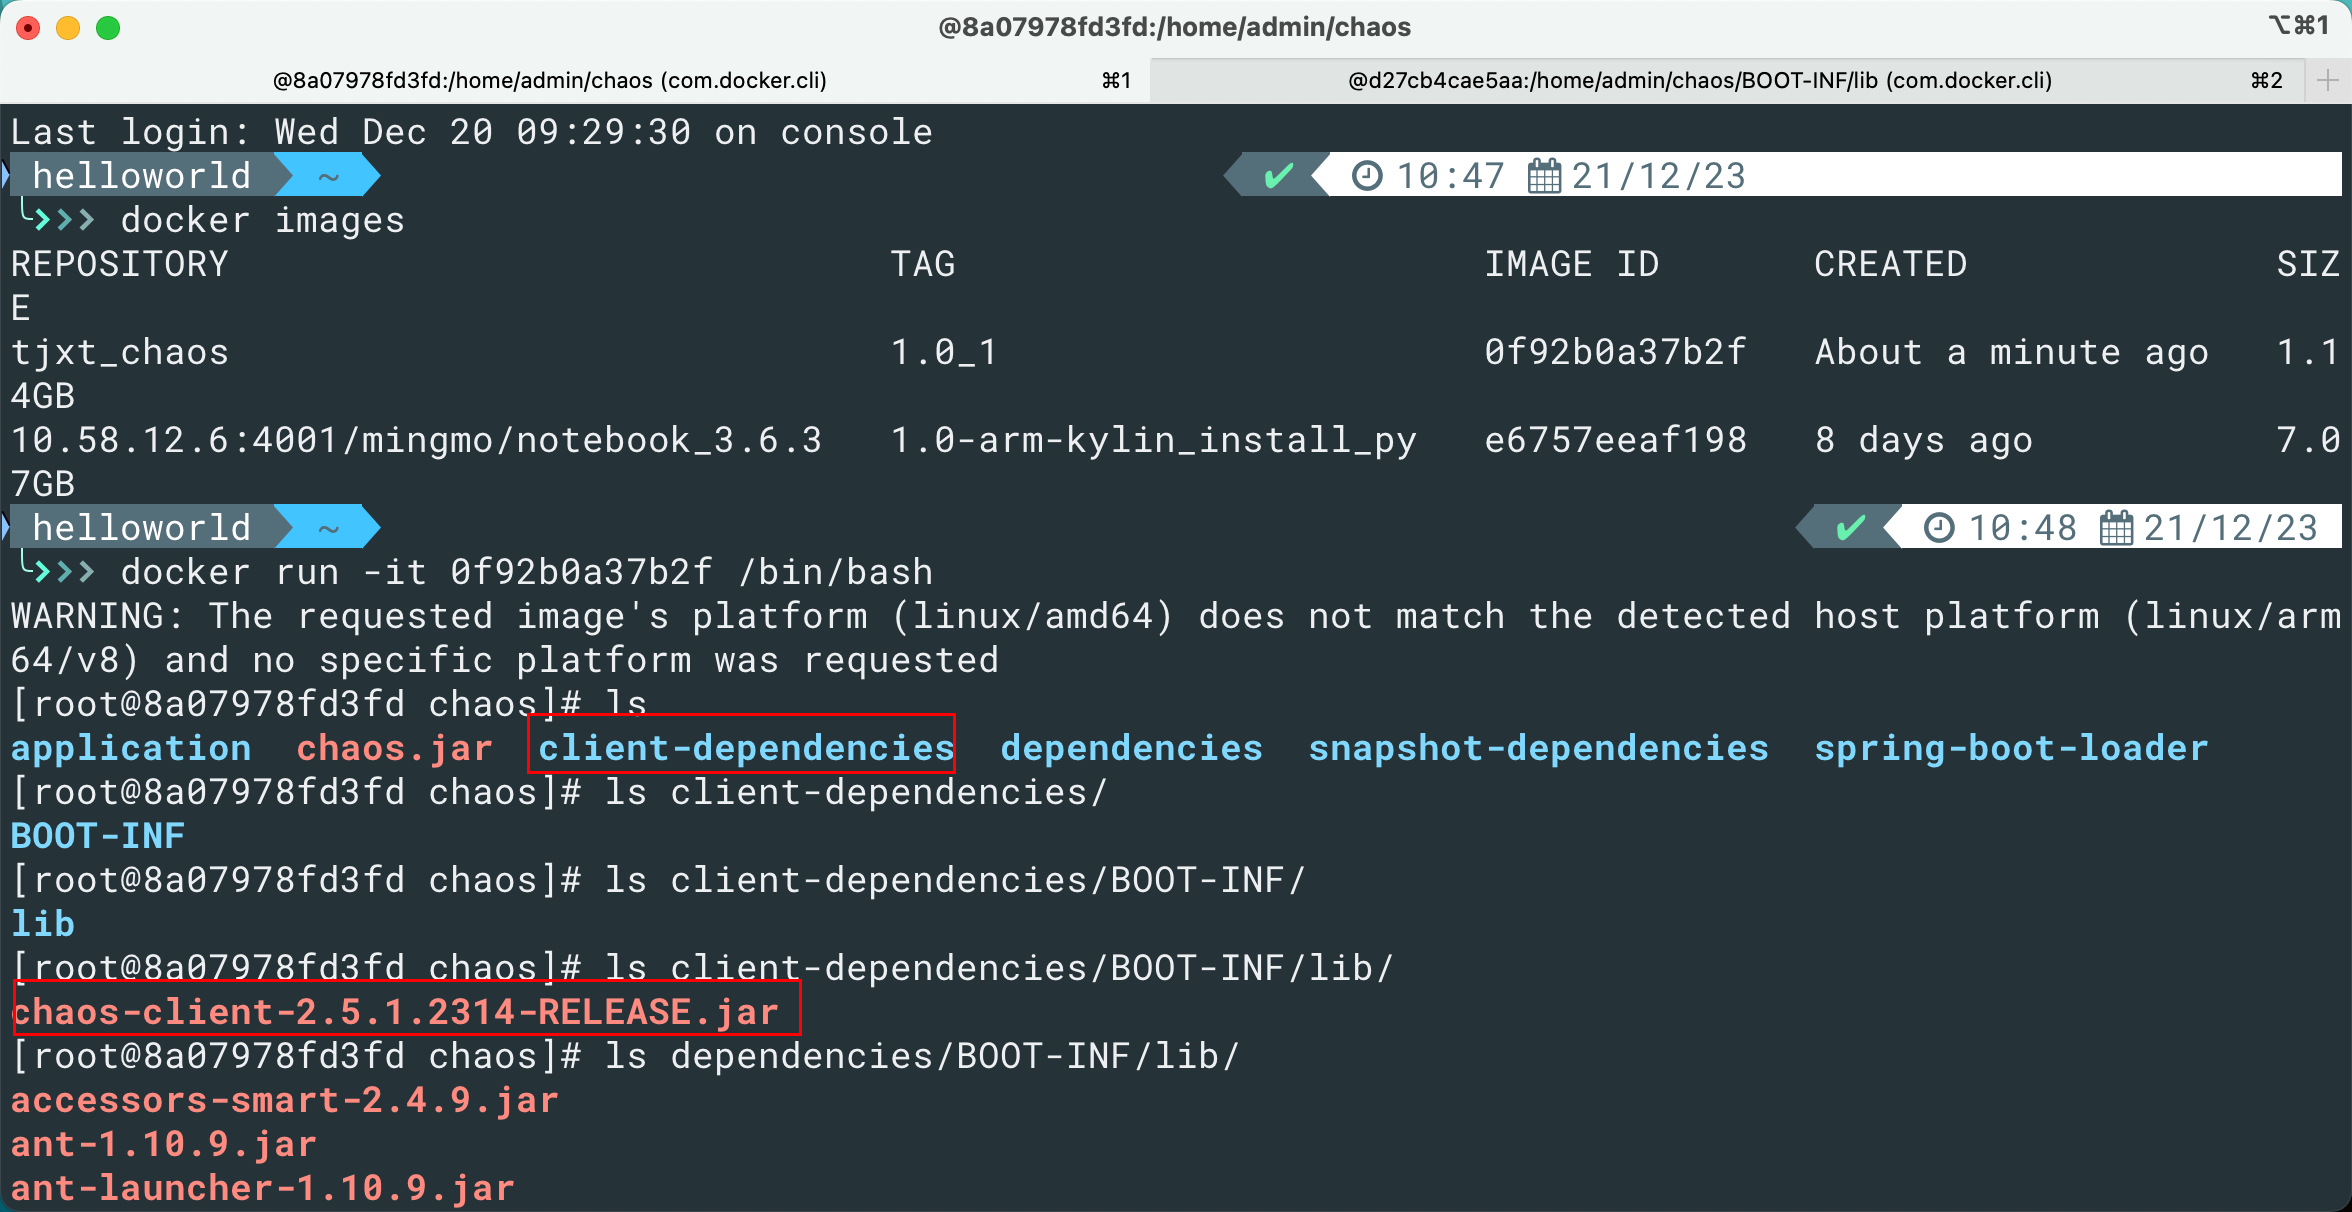 @8a07978fd3fd:/home/admin/chaos
⌥⌘1
@8a07978fd3fd:/home/admin/chaos (com.docker.cli) ⌘1
@d27cb4cae5aa:/home/admin/chaos/BOOT-INF/lib (com.docker.cli) ⌘2 +
Last login: Wed Dec 20 09:29:30 on console
helloworld ~ ✔ 10:47 21/12/23
>>> docker images
REPOSITORY TAG IMAGE ID CREATED SIZ
E
tjxt_chaos 1.0_1 0f92b0a37b2f About a minute ago 1.1
4GB
10.58.12.6:4001/mingmo/notebook_3.6.3 1.0-arm-kylin_install_py e6757eeaf198 8 days ago 7.0
7GB
helloworld ~ ✔ 10:48 21/12/23
>>> docker run -it 0f92b0a37b2f /bin/bash
WARNING: The requested image's platform (linux/amd64) does not match the detected host platform (linux/arm
64/v8) and no specific platform was requested
[root@8a07978fd3fd chaos]# ls
application chaos.jar client-dependencies dependencies snapshot-dependencies spring-boot-loader
[root@8a07978fd3fd chaos]# ls client-dependencies/
BOOT-INF
[root@8a07978fd3fd chaos]# ls client-dependencies/BOOT-INF/
lib
[root@8a07978fd3fd chaos]# ls client-dependencies/BOOT-INF/lib/
chaos-client-2.5.1.2314-RELEASE.jar
[root@8a07978fd3fd chaos]# ls dependencies/BOOT-INF/lib/
accessors-smart-2.4.9.jar
ant-1.10.9.jar
ant-launcher-1.10.9.jar